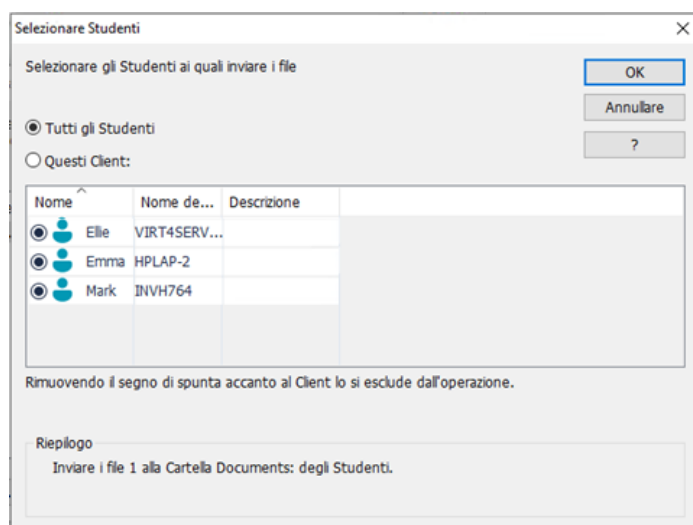 Selezionare Studenti
Selezionare gli Studenti ai quali inviare i file
OK
Annullare
?
Tutti gli Studenti
Questi Client:
Nome Nome de... Descrizione
Ellie VIRT4SERV...
Emma HPLAP-2
Mark INVH764
Rimuovendo il segno di spunta accanto al Client lo si esclude dall'operazione.
Riepilogo
Inviare i file 1 alla Cartella Documents: degli Studenti.